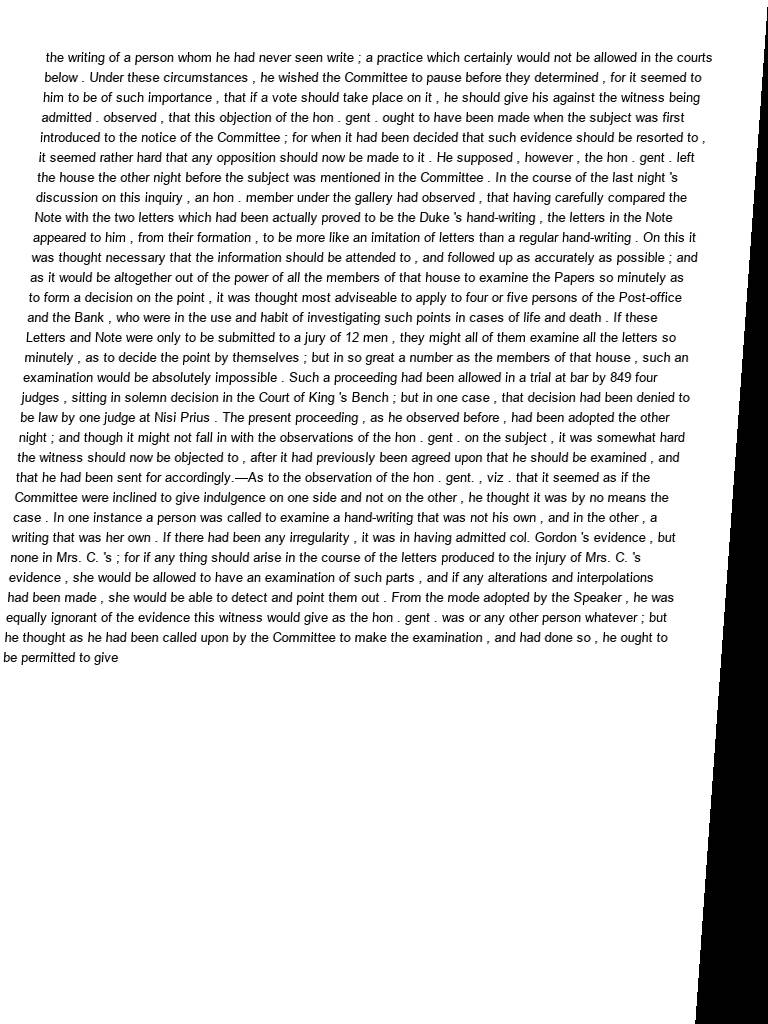 the writing of a person whom he had never seen write ; a practice which certainly would not be allowed in the courts
below . Under these circumstances , he wished the Committee to pause before they determined , for it seemed to
him to be of such importance , that if a vote should take place on it , he should give his against the witness being
admitted . observed , that this objection of the hon . gent . ought to have been made when the subject was first
introduced to the notice of the Committee ; for when it had been decided that such evidence should be resorted to ,
it seemed rather hard that any opposition should now be made to it . He supposed , however , the hon . gent . left
the house the other night before the subject was mentioned in the Committee . In the course of the last night 's
discussion on this inquiry , an hon . member under the gallery had observed , that having carefully compared the
Note with the two letters which had been actually proved to be the Duke 's hand-writing , the letters in the Note
appeared to him , from their formation , to be more like an imitation of letters than a regular hand-writing . On this it
was thought necessary that the information should be attended to , and followed up as accurately as possible ; and
as it would be altogether out of the power of all the members of that house to examine the Papers so minutely as
to form a decision on the point , it was thought most adviseable to apply to four or five persons of the Post-office
and the Bank , who were in the use and habit of investigating such points in cases of life and death . If these
Letters and Note were only to be submitted to a jury of 12 men , they might all of them examine all the letters so
minutely , as to decide the point by themselves ; but in so great a number as the members of that house , such an
examination would be absolutely impossible . Such a proceeding had been allowed in a trial at bar by 849 four
judges , sitting in solemn decision in the Court of King 's Bench ; but in one case , that decision had been denied to
be law by one judge at Nisi Prius . The present proceeding , as he observed before , had been adopted the other
night ; and though it might not fall in with the observations of the hon . gent . on the subject , it was somewhat hard
the witness should now be objected to , after it had previously been agreed upon that he should be examined , and
that he had been sent for accordingly.—As to the observation of the hon . gent. , viz . that it seemed as if the
Committee were inclined to give indulgence on one side and not on the other , he thought it was by no means the
case . In one instance a person was called to examine a hand-writing that was not his own , and in the other , a
writing that was her own . If there had been any irregularity , it was in having admitted col. Gordon 's evidence , but
none in Mrs. C. 's ; for if any thing should arise in the course of the letters produced to the injury of Mrs. C. 's
evidence , she would be allowed to have an examination of such parts , and if any alterations and interpolations
had been made , she would be able to detect and point them out . From the mode adopted by the Speaker , he was
equally ignorant of the evidence this witness would give as the hon . gent . was or any other person whatever ; but
he thought as he had been called upon by the Committee to make the examination , and had done so , he ought to
be permitted to give